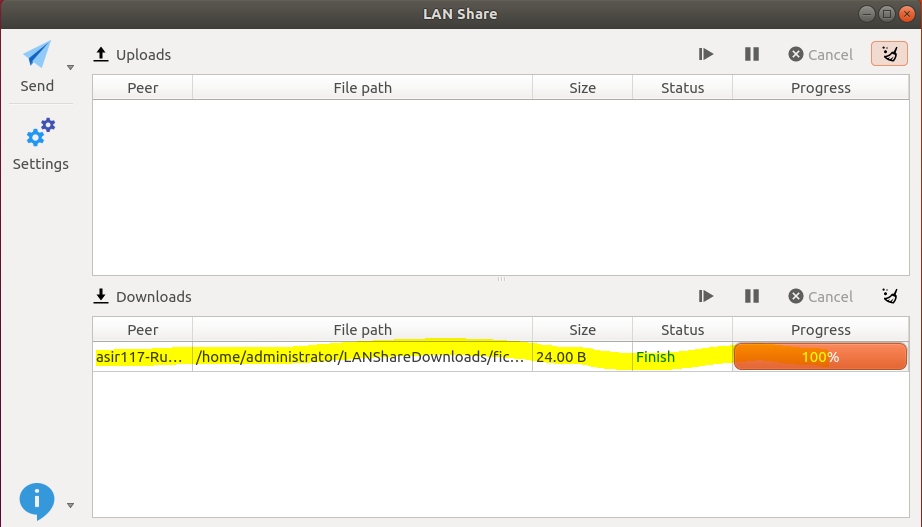 LAN Share
Send
Settings
Uploads
Cancel
Peer File path Size Status Progress
Downloads
Cancel
Peer File path Size Status Progress
asir117-Ru... /home/administrator/LANShareDownloads/fic... 24.00 B Finish 100%